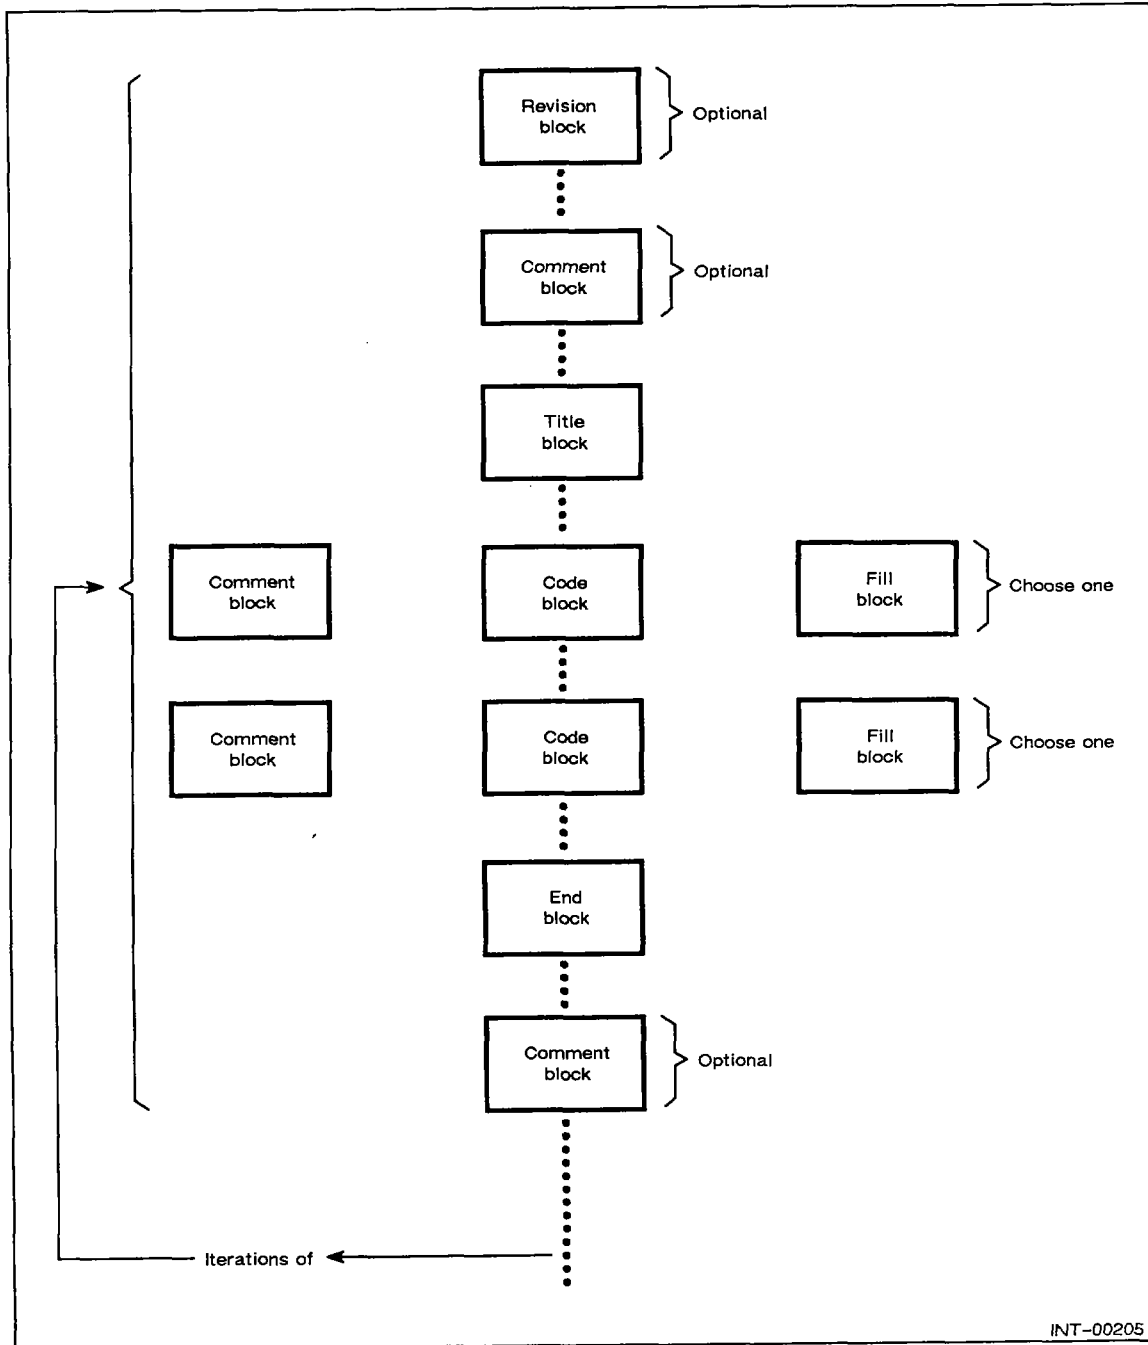 Revision
block
Optional
Comment
block
Optional
Title
block
Comment
block
Code
block
Fill
block
Choose one
Comment
block
Code
block
Fill
block
Choose one
End
block
Comment
block
Optional
Iterations of
INT-00205